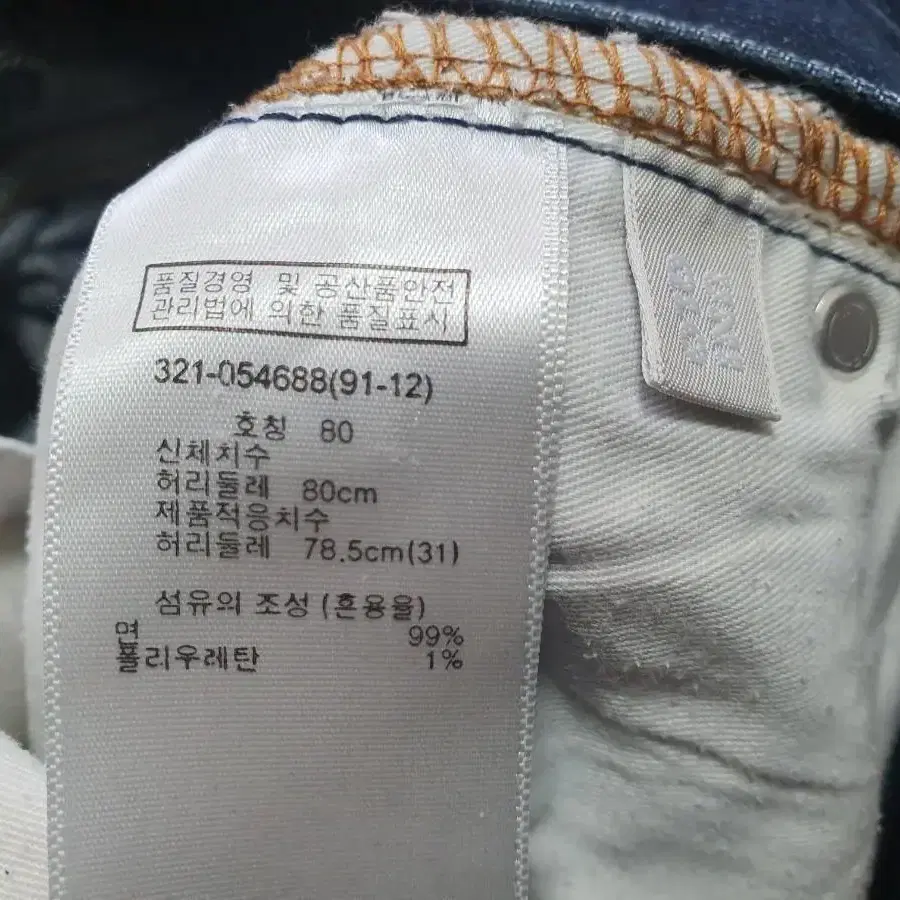 품질경영 및 공산품안전
관리법에 의한 품질표시
321-054688(91-12)
호칭 80
신체치수
허리둘레 80cm
제품적응치수
허리둘레 78.5cm(31)
섬유의 조성 (혼용율)
면 99%
폴리우레탄 1%